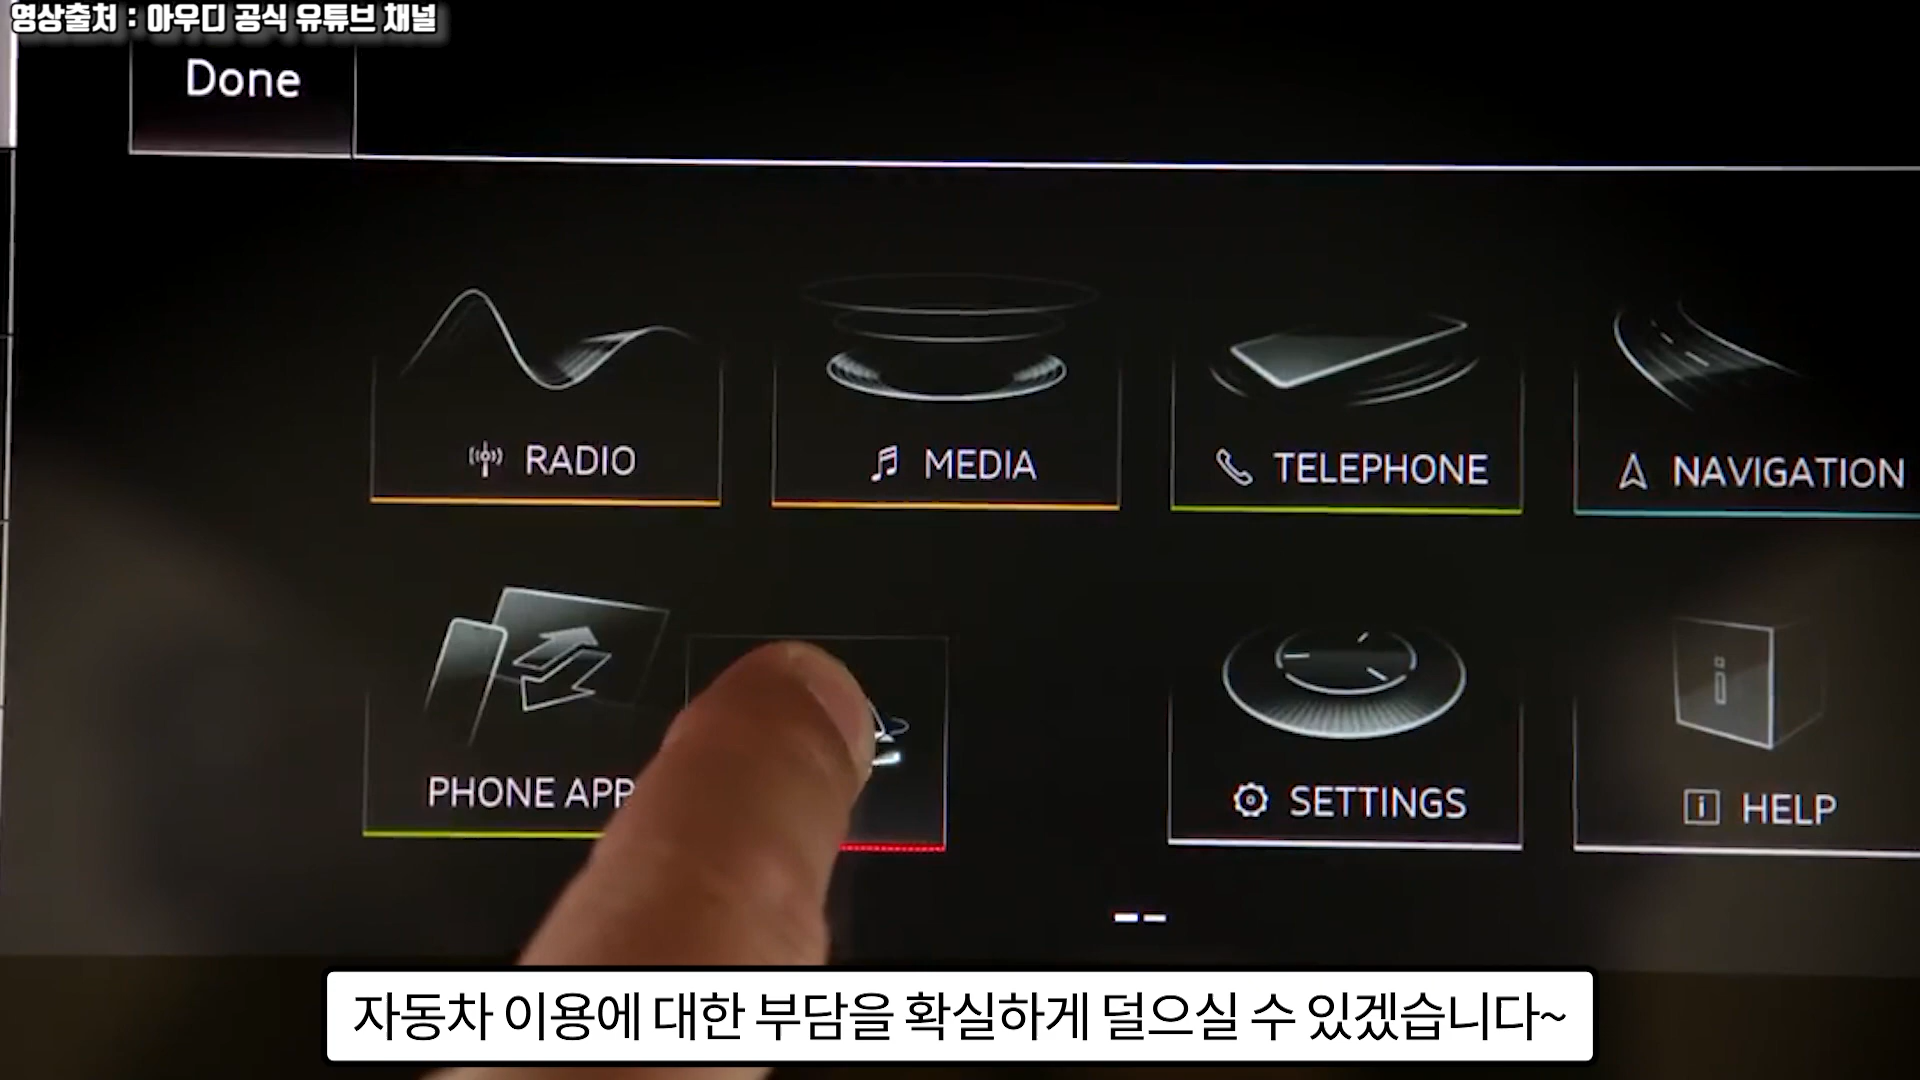 영상출처 : 아우디 공식 유튜브 채널
Done
RADIO
MEDIA
TELEPHONE
NAVIGATION
PHONE APP
SETTINGS
HELP
자동차 이용에 대한 부담을 확실하게 덜으실 수 있겠습니다~